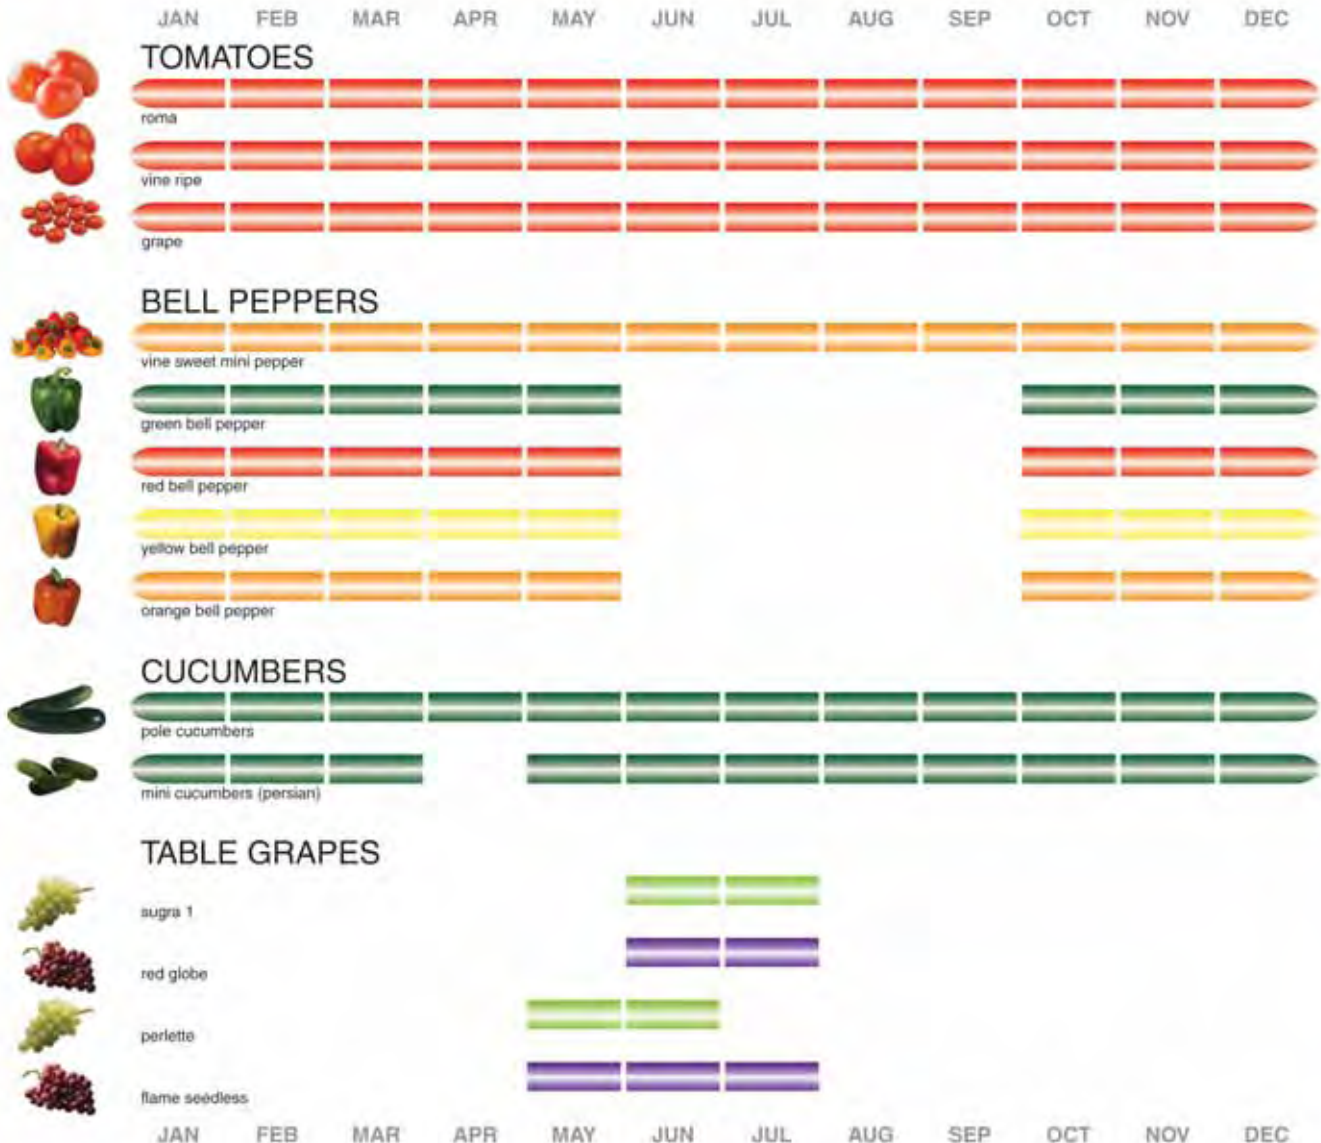 JAN FEB MAR APR MAY JUN JUL AUG SEP OCT NOV DEC
TOMATOES
roma
vine ripe
grape
BELL PEPPERS
vine sweet mini pepper
green bell pepper
red bell pepper
yellow bell pepper
orange bell pepper
CUCUMBERS
pole cucumbers
mini cucumbers (persian)
TABLE GRAPES
sugra 1
red globe
perlette
flame seedless
JAN FEB MAR APR MAY JUN JUL AUG SEP OCT NOV DEC